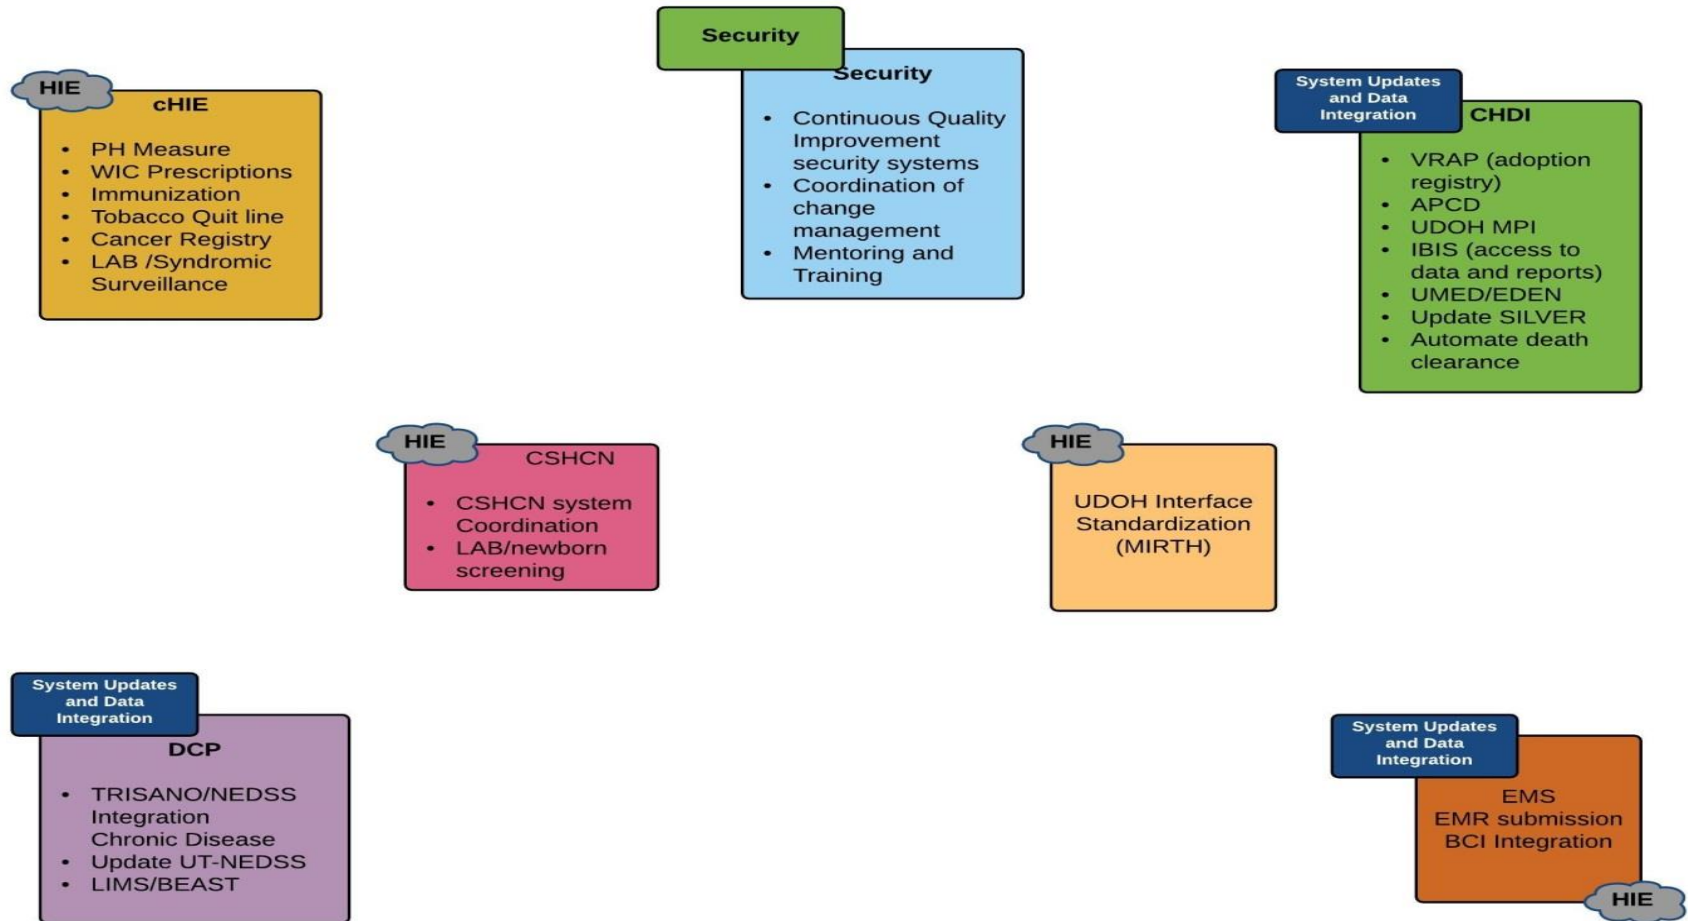 Security
Security
• Continuous Quality
Improvement
security systems
• Coordination of
change
management
• Mentoring and
Training
HIE
cHIE
• PH Measure
• WIC Prescriptions
• Immunization
• Tobacco Quit line
• Cancer Registry
• LAB /Syndromic
Surveillance
System Updates
and Data
Integration
CHDI
• VRAP (adoption
registry)
• APCD
• UDOH MPI
• IBIS (access to
data and reports)
• UMED/EDEN
• Update SILVER
• Automate death
clearance
HIE
CSHCN
• CSHCN system
Coordination
• LAB/newborn
screening
HIE
UDOH Interface
Standardization
(MIRTH)
System Updates
and Data
Integration
DCP
• TRISANO/NEDSS
Integration
Chronic Disease
• Update UT-NEDSS
• LIMS/BEAST
System Updates
and Data
Integration
EMS
EMR submission
BCI Integration
HIE